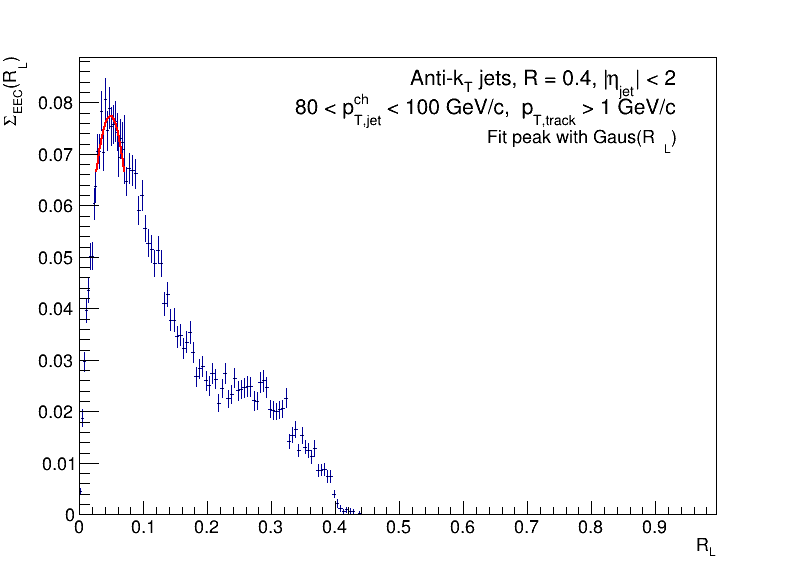 Σ_EEC(R_L)
Anti-k_T jets, R = 0.4, |η_jet| < 2
80 < p_T,jet^ch < 100 GeV/c, p_T,track > 1 GeV/c
Fit peak with Gaus(R_L)
0.08
0.07
0.06
0.05
0.04
0.03
0.02
0.01
0
0 0.1 0.2 0.3 0.4 0.5 0.6 0.7 0.8 0.9
R_L